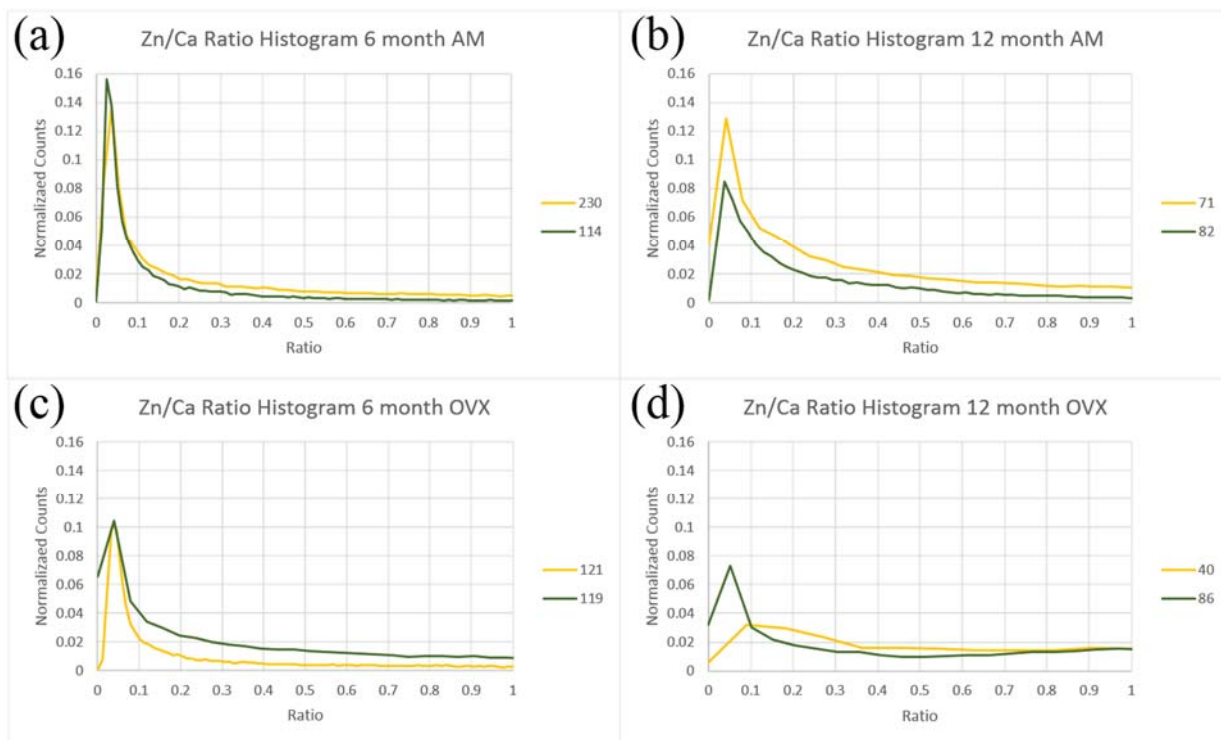 (a)
Zn/Ca Ratio Histogram 6 month AM
0.16
0.14
0.12
0.1
0.08
0.06
0.04
0.02
0
Normalizaed Counts
0 0.1 0.2 0.3 0.4 0.5 0.6 0.7 0.8 0.9 1
Ratio
230
114
(b)
Zn/Ca Ratio Histogram 12 month AM
0.16
0.14
0.12
0.1
0.08
0.06
0.04
0.02
0
Normalizaed Counts
0 0.1 0.2 0.3 0.4 0.5 0.6 0.7 0.8 0.9 1
Ratio
71
82
(c)
Zn/Ca Ratio Histogram 6 month OVX
0.16
0.14
0.12
0.1
0.08
0.06
0.04
0.02
0
Normalizaed Counts
0 0.1 0.2 0.3 0.4 0.5 0.6 0.7 0.8 0.9 1
Ratio
121
119
(d)
Zn/Ca Ratio Histogram 12 month OVX
0.16
0.14
0.12
0.1
0.08
0.06
0.04
0.02
0
Normalizaed Counts
0 0.1 0.2 0.3 0.4 0.5 0.6 0.7 0.8 0.9 1
Ratio
40
86